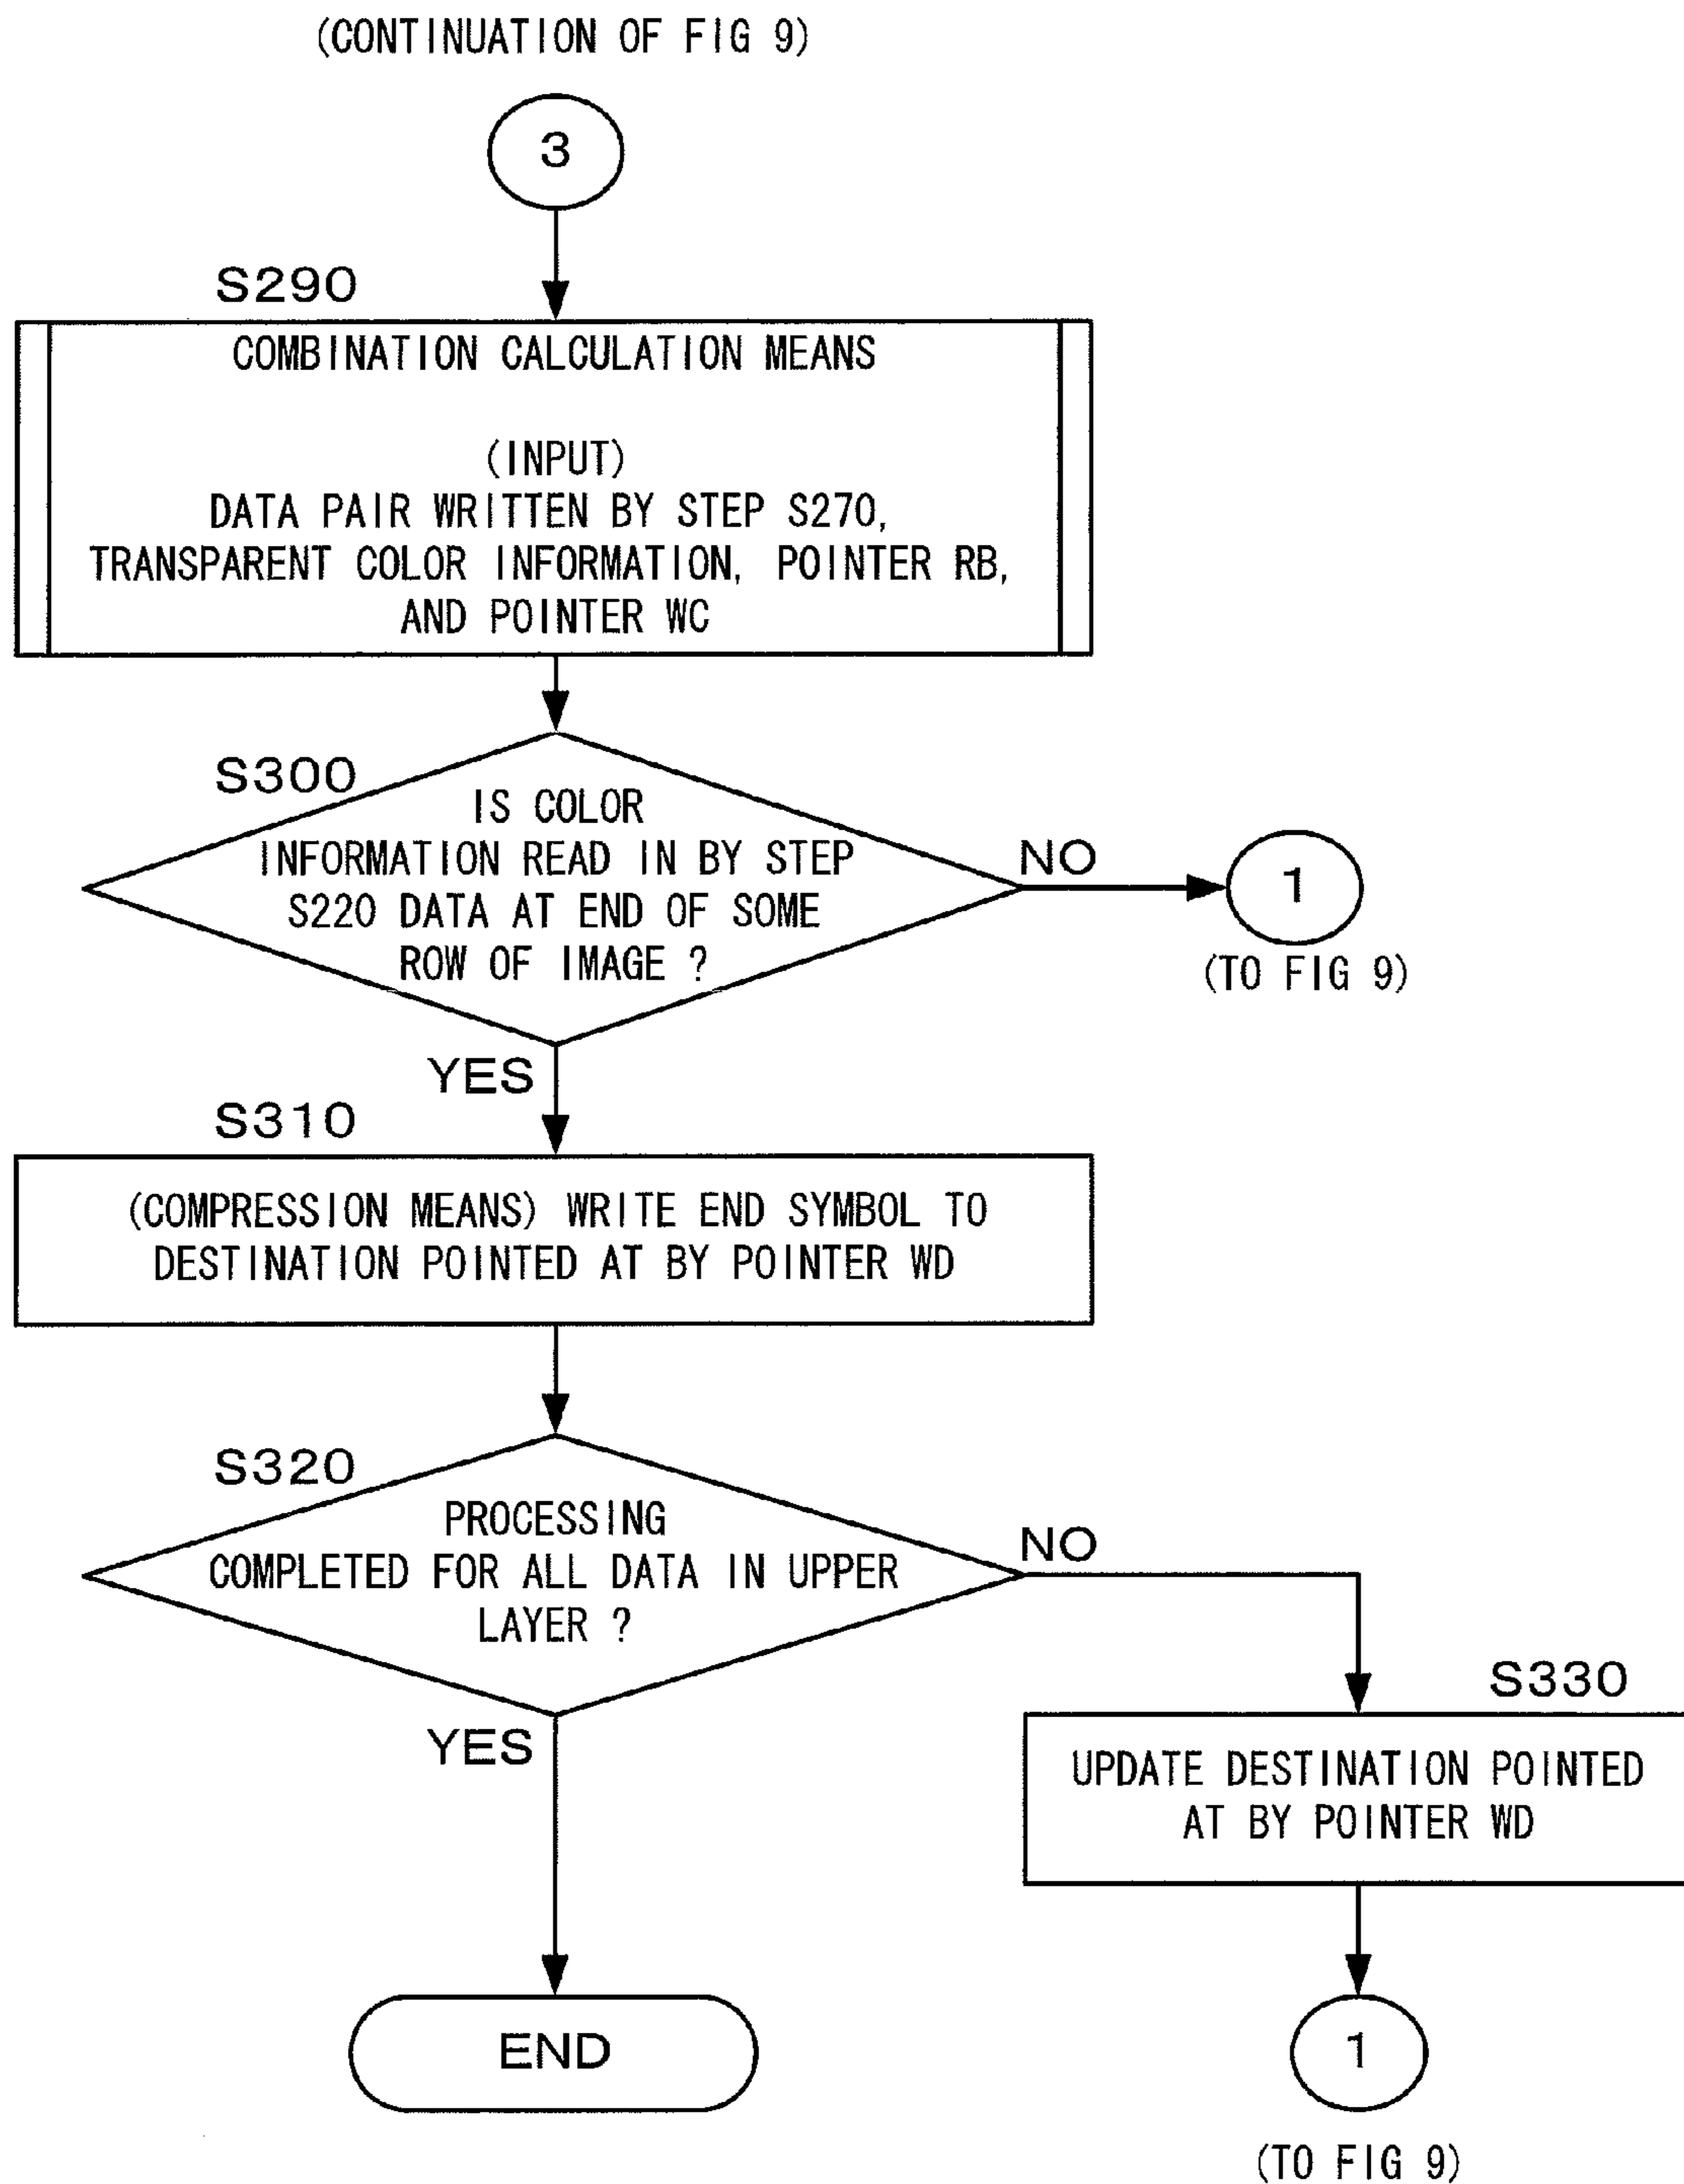 (CONTINUATION OF FIG 9)
3
S290
COMBINATION CALCULATION MEANS
(INPUT)
DATA PAIR WRITTEN BY STEP S270,
TRANSPARENT COLOR INFORMATION, POINTER RB,
AND POINTER WC
S300
IS COLOR
INFORMATION READ IN BY STEP
S220 DATA AT END OF SOME
ROW OF IMAGE ?
NO
1
(TO FIG 9)
YES
S310
(COMPRESSION MEANS) WRITE END SYMBOL TO
DESTINATION POINTED AT BY POINTER WD
S320
PROCESSING
COMPLETED FOR ALL DATA IN UPPER
LAYER ?
NO
YES
S330
UPDATE DESTINATION POINTED
AT BY POINTER WD
END
1
(TO FIG 9)